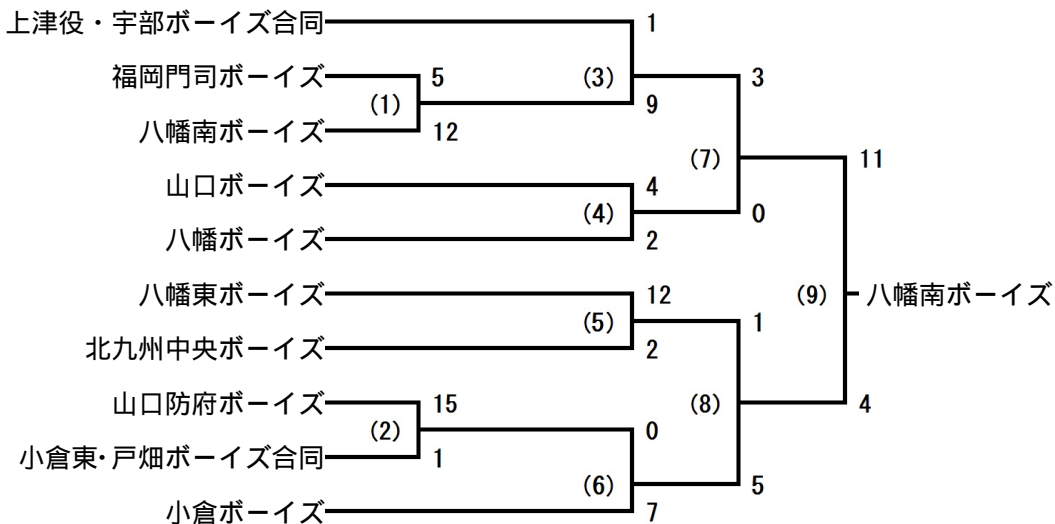 上津役・宇部ボーイズ合同 1
福岡門司ボーイズ 5 (3) 3
(1) 9
八幡南ボーイズ 12
(7) 11
山口ボーイズ 4
(4) 0
八幡ボーイズ 2
八幡東ボーイズ 12 (9) 八幡南ボーイズ
(5) 1
北九州中央ボーイズ 2
山口防府ボーイズ 15 (8) 4
(2) 0
小倉東・戸畑ボーイズ合同 1
(6) 5
小倉ボーイズ 7